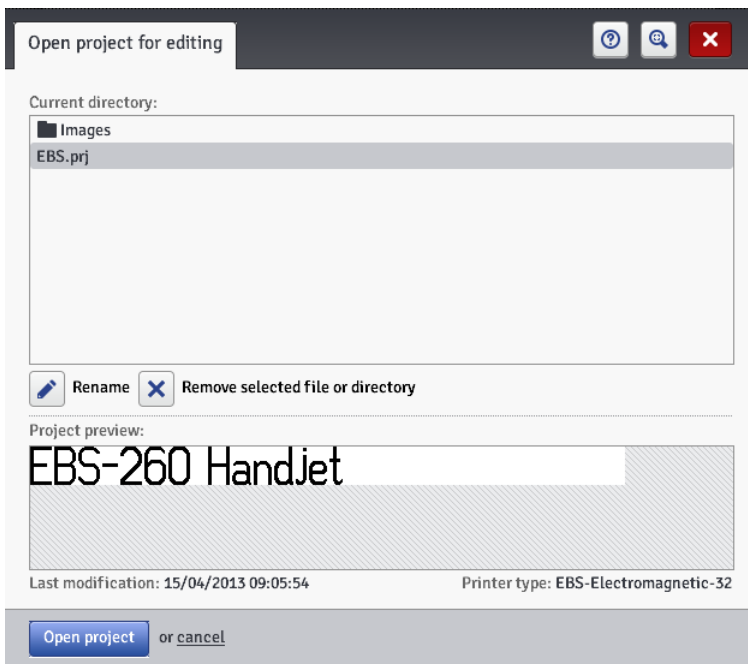 Open project for editing
Current directory:
Images
EBS.prj
Rename Remove selected file or directory
Project preview:
EBS-260 Handjet
Last modification: 15/04/2013 09:05:54 Printer type: EBS-Electromagnetic-32
Open project or cancel